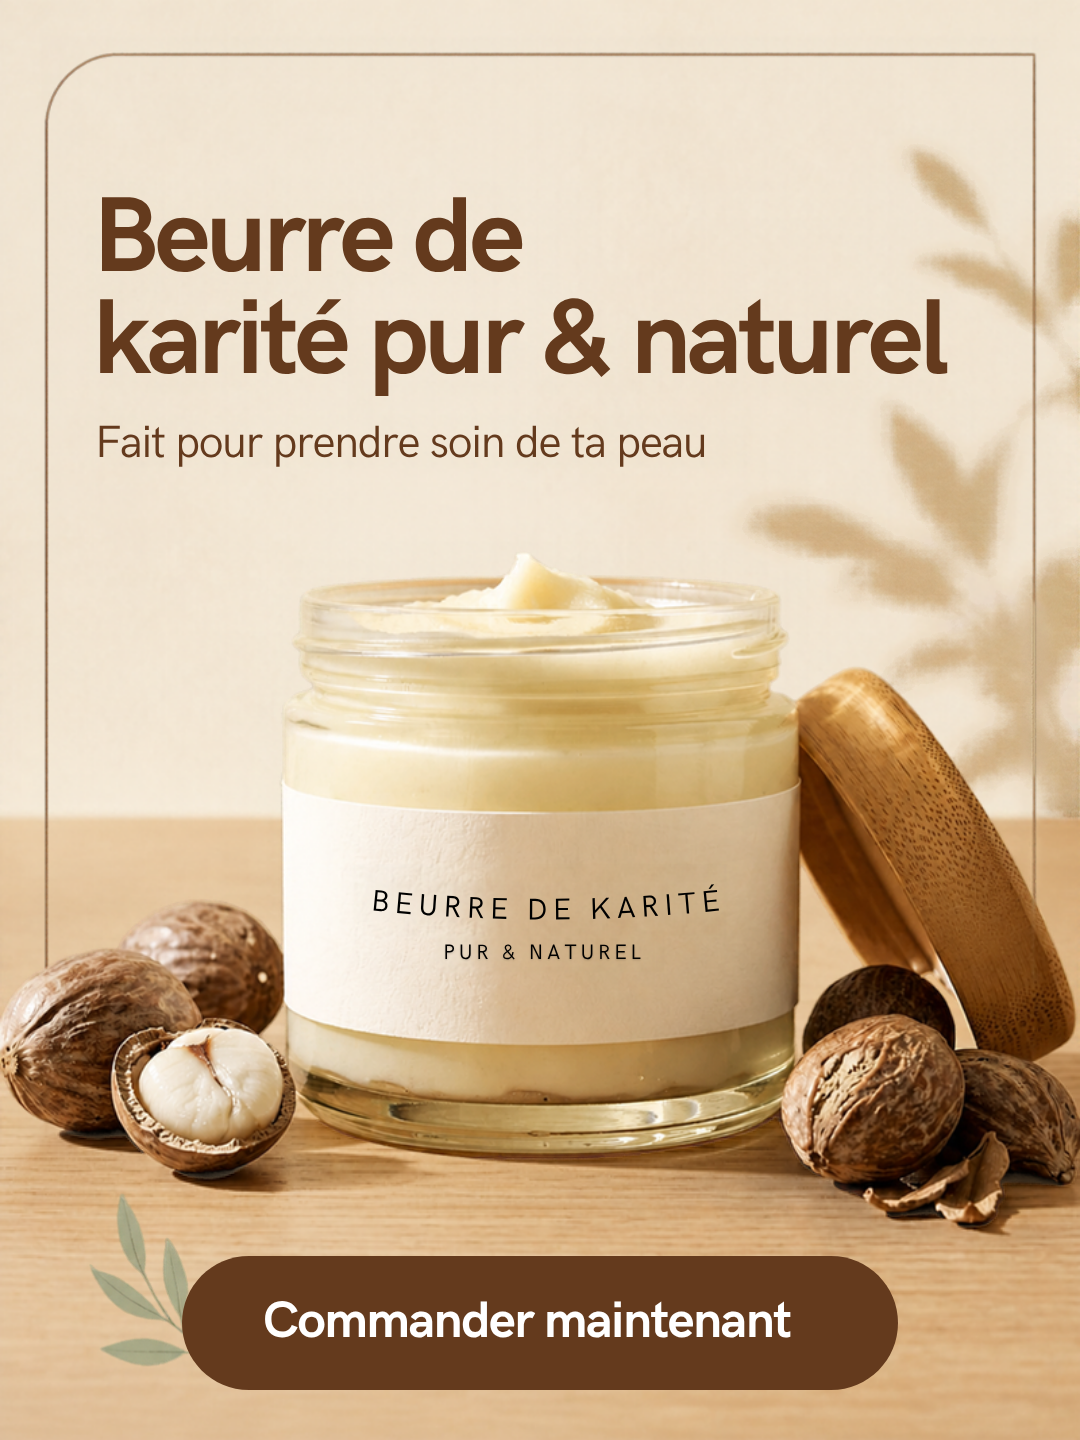 Beurre de
karité pur & naturel
Fait pour prendre soin de ta peau
BEURRE DE KARITÉ
PUR & NATUREL
Commander maintenant